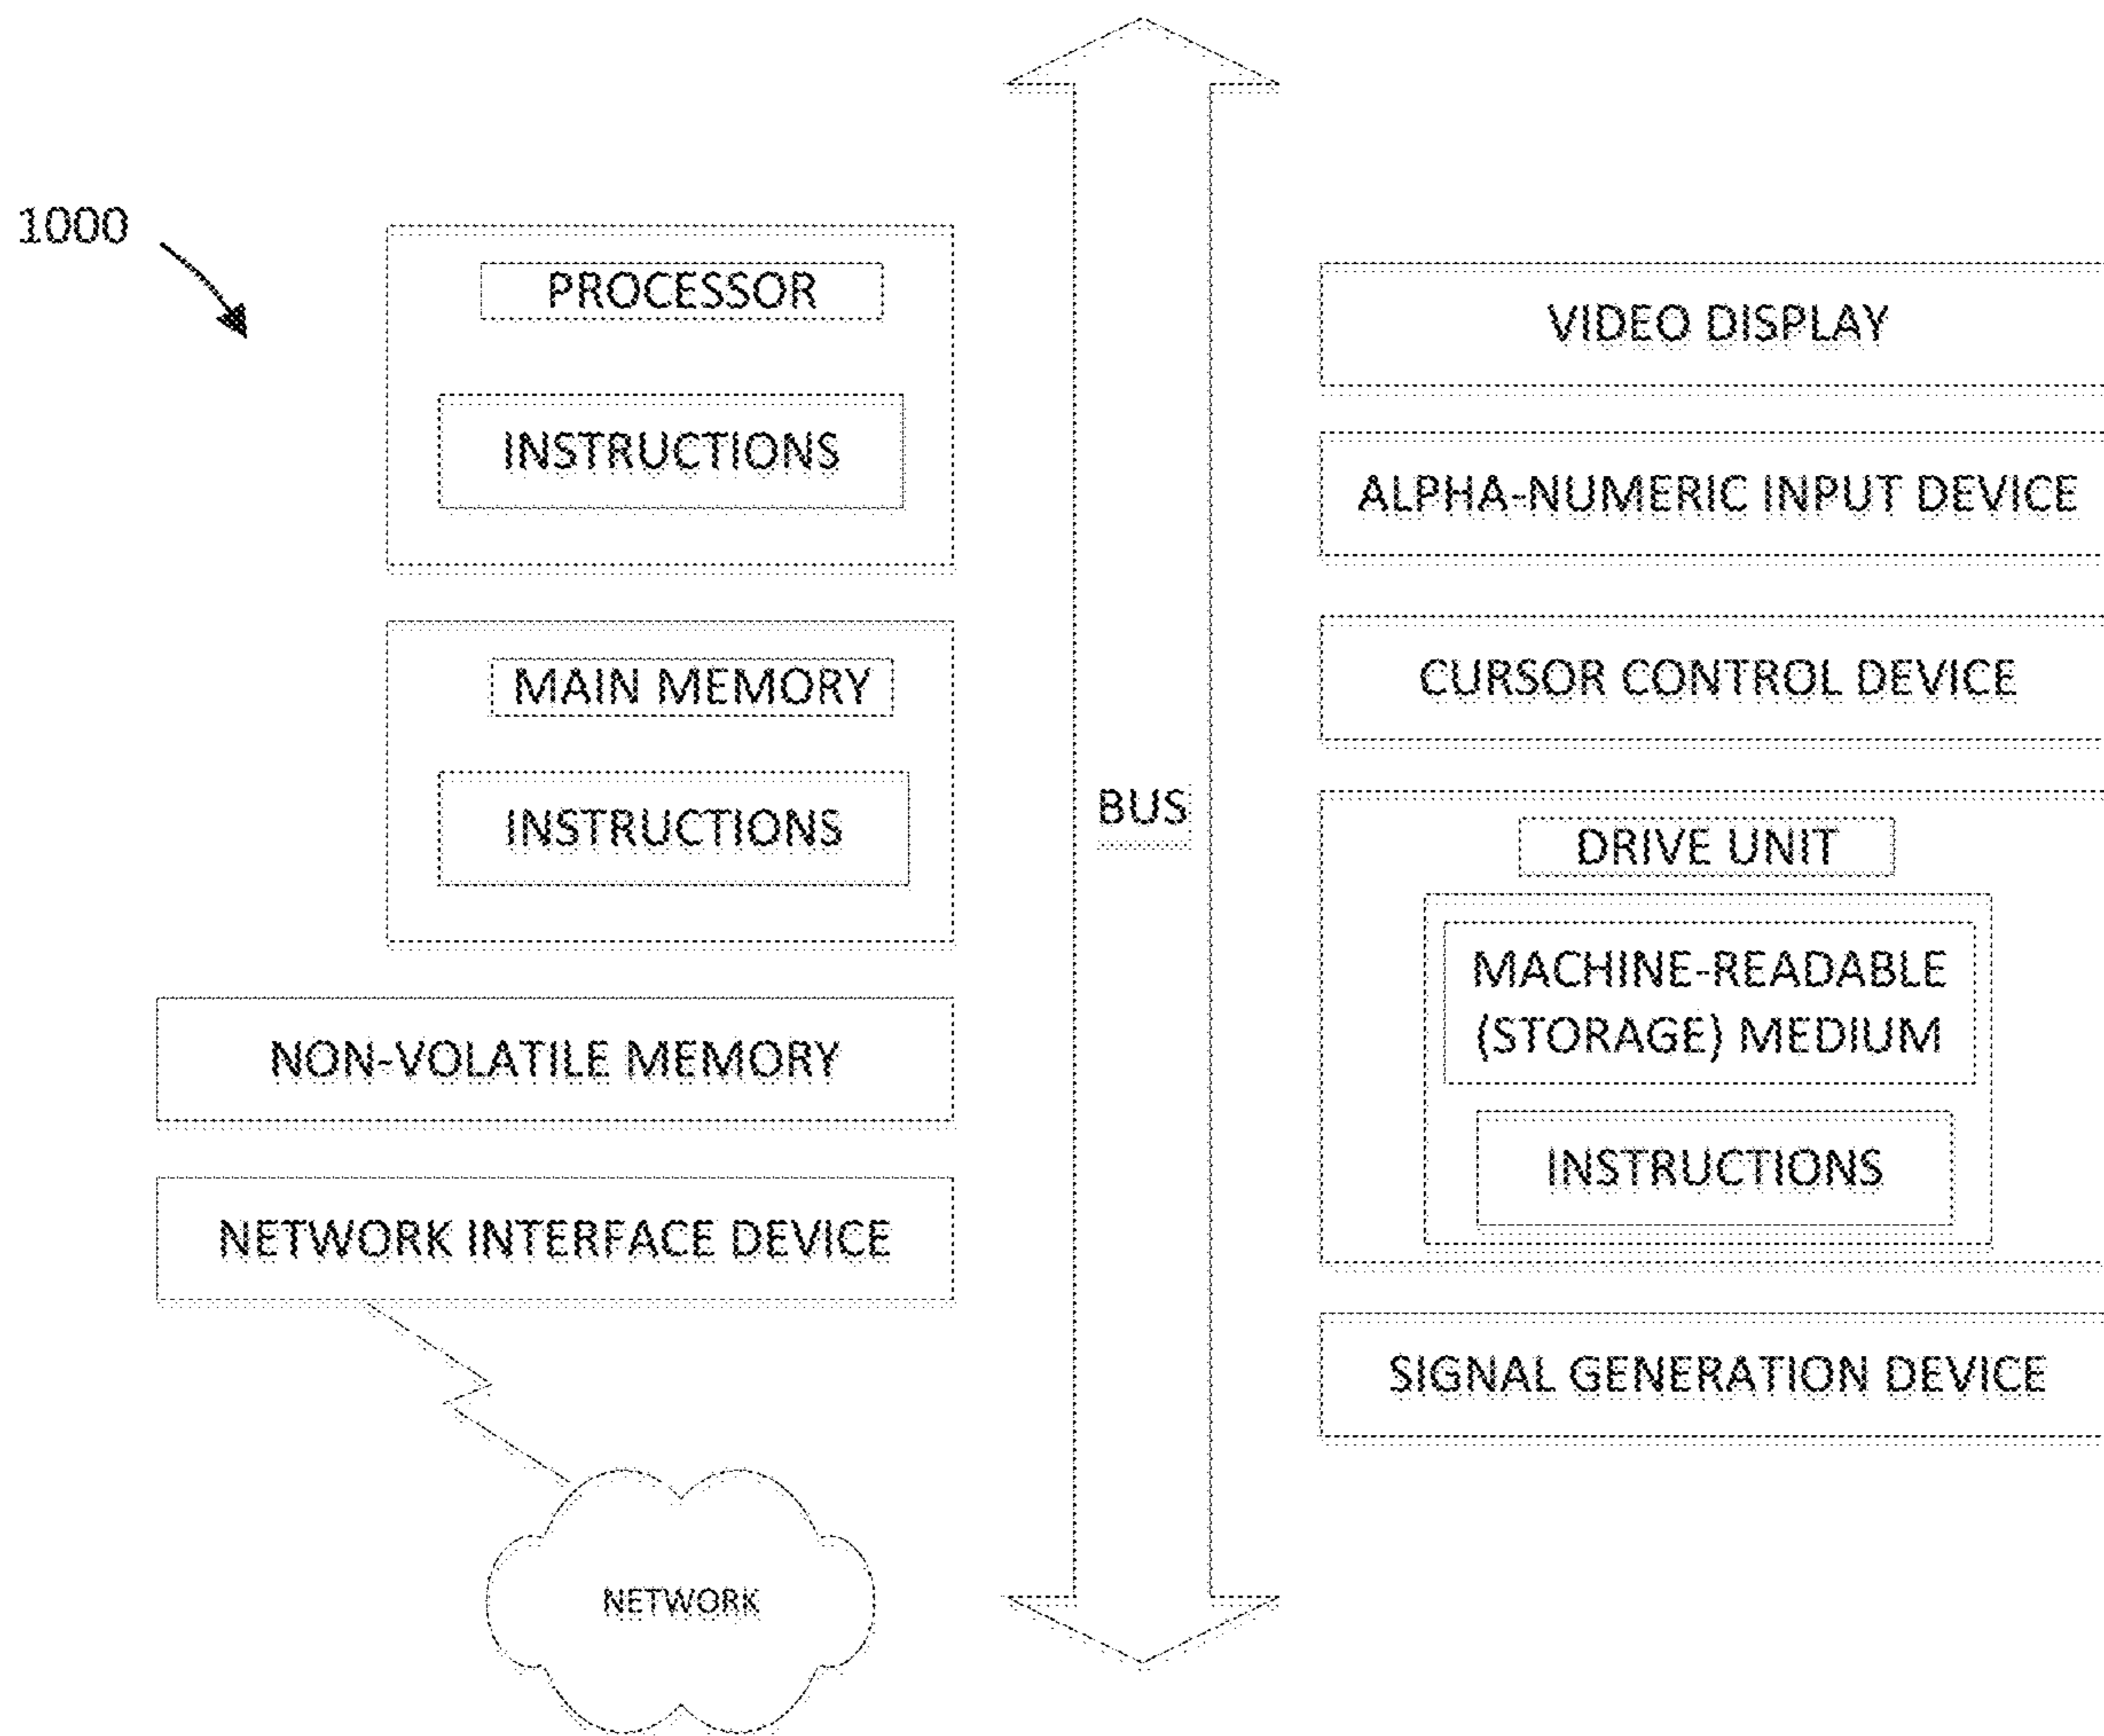 1000
PROCESSOR
INSTRUCTIONS
MAIN MEMORY
INSTRUCTIONS
NON-VOLATILE MEMORY
NETWORK INTERFACE DEVICE
NETWORK
BUS
VIDEO DISPLAY
ALPHA-NUMERIC INPUT DEVICE
CURSOR CONTROL DEVICE
DRIVE UNIT
MACHINE-READABLE
(STORAGE) MEDIUM
INSTRUCTIONS
SIGNAL GENERATION DEVICE